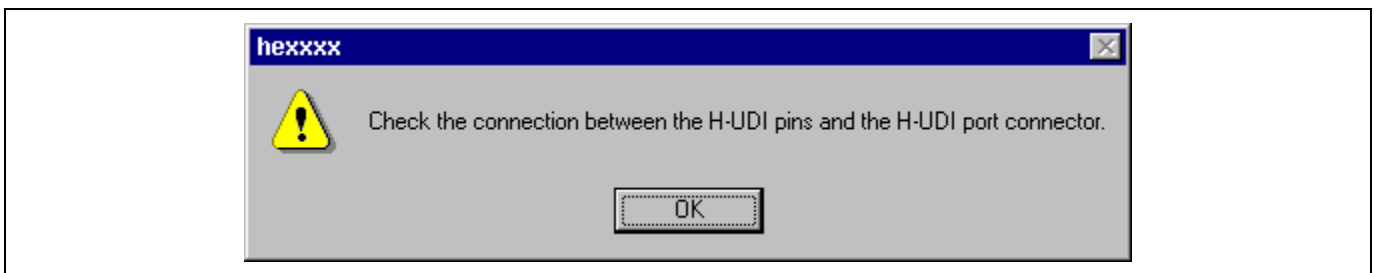 hexxxx
Check the connection between the H-UDI pins and the H-UDI port connector.
OK